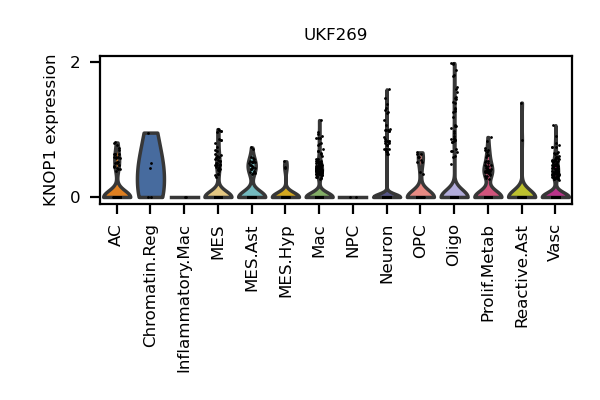 UKF269
KNOP1 expression
2
0
AC
Chromatin.Reg
Inflammatory.Mac
MES
MES.Ast
MES.Hyp
Mac
NPC
Neuron
OPC
Oligo
Prolif.Metab
Reactive.Ast
Vasc